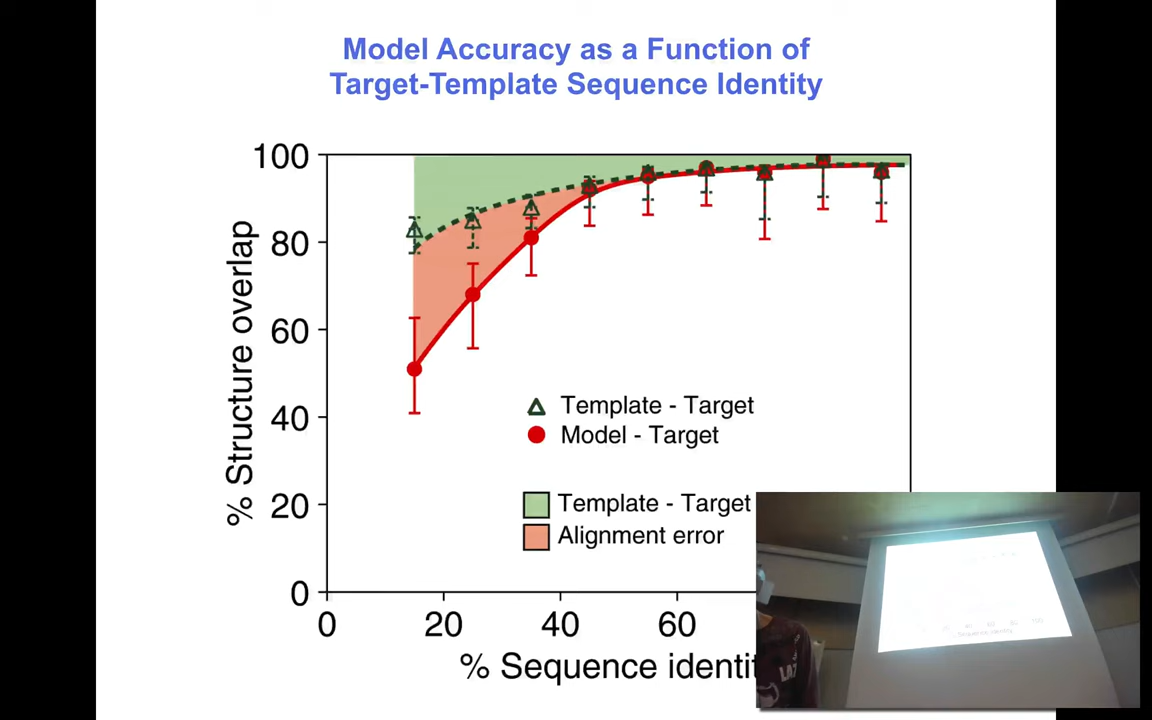 Model Accuracy as a Function of
Target-Template Sequence Identity
100
80
60
40
20
0
% Structure overlap
Template - Target
Model - Target
Template - Target
Alignment error
0 20 40 60
% Sequence identit